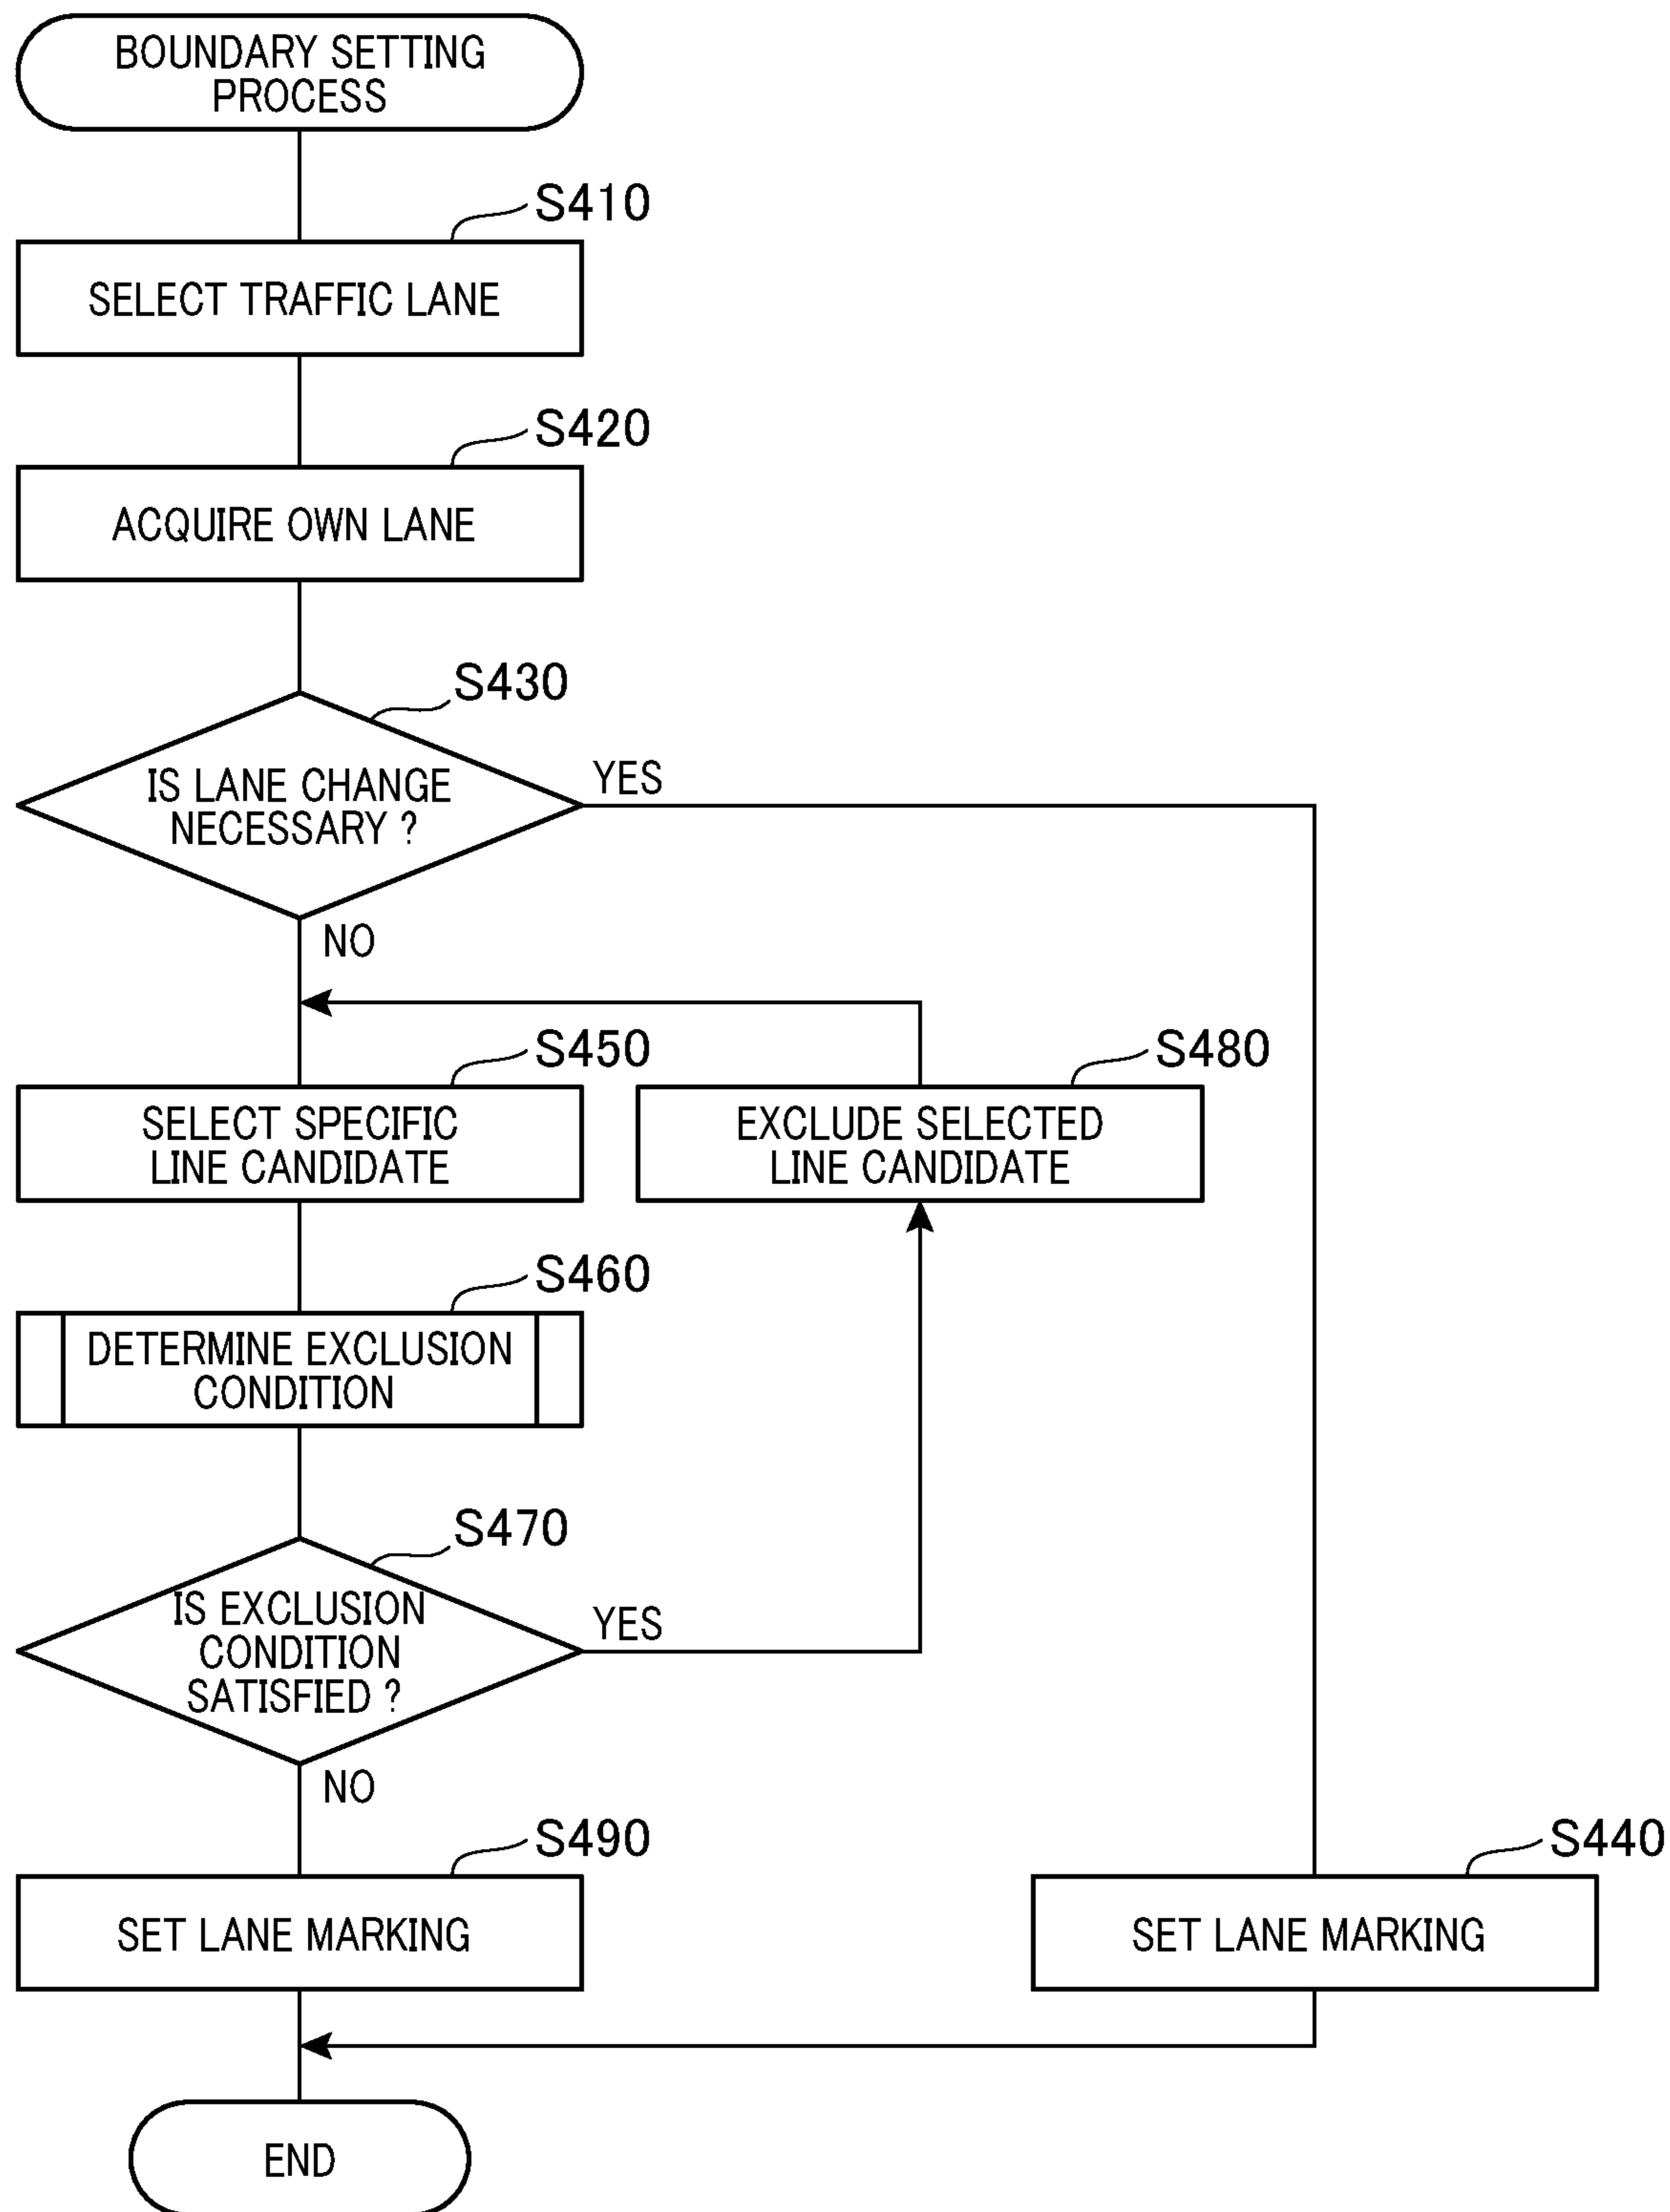 BOUNDARY SETTING
PROCESS
S410
SELECT TRAFFIC LANE
S420
ACQUIRE OWN LANE
S430
IS LANE CHANGE
NECESSARY ?
YES
NO
S450
SELECT SPECIFIC
LINE CANDIDATE
S480
EXCLUDE SELECTED
LINE CANDIDATE
S460
DETERMINE EXCLUSION
CONDITION
S470
IS EXCLUSION
CONDITION
SATISFIED ?
YES
NO
S490
SET LANE MARKING
S440
SET LANE MARKING
END